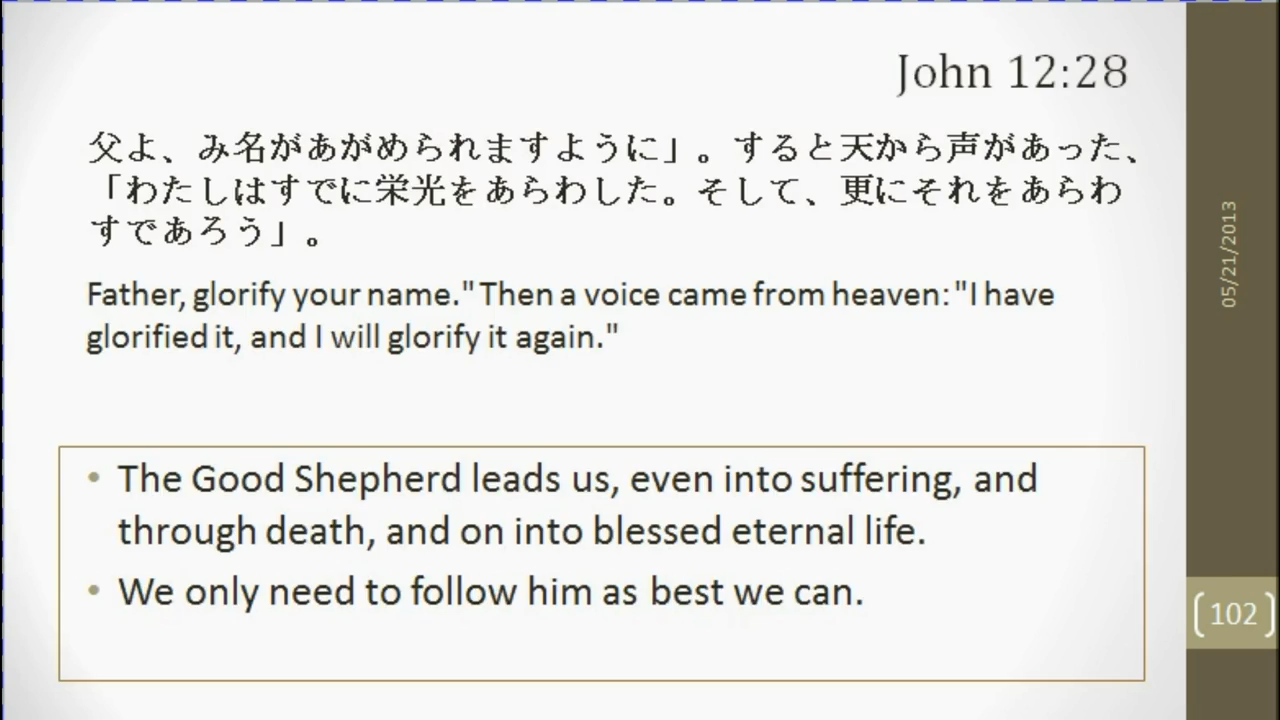 John 12:28
父よ、み名があがめられますように」。すると天から声があった、
「わたしはすでに栄光をあらわした。そして、更にそれをあらわ
すであろう」。
Father, glorify your name." Then a voice came from heaven: "I have
glorified it, and I will glorify it again."
• The Good Shepherd leads us, even into suffering, and
through death, and on into blessed eternal life.
• We only need to follow him as best we can.
05/21/2013
102